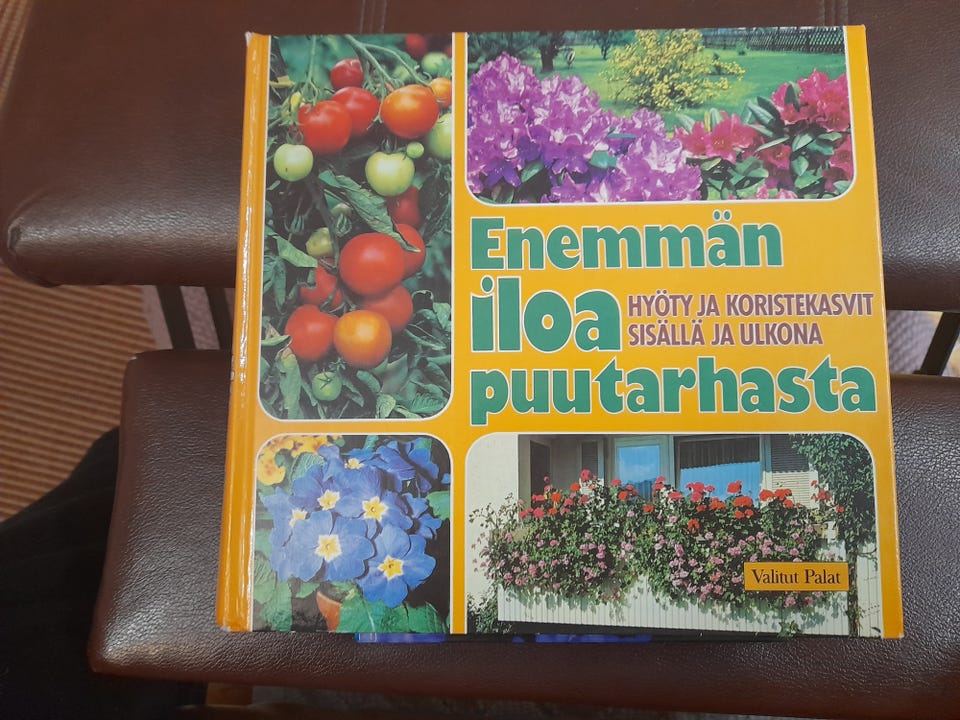 Enemmän
iloa
HYÖTY JA KORISTEKASVIT
SISÄLLÄ JA ULKONA
puutarhasta
Valitut Palat